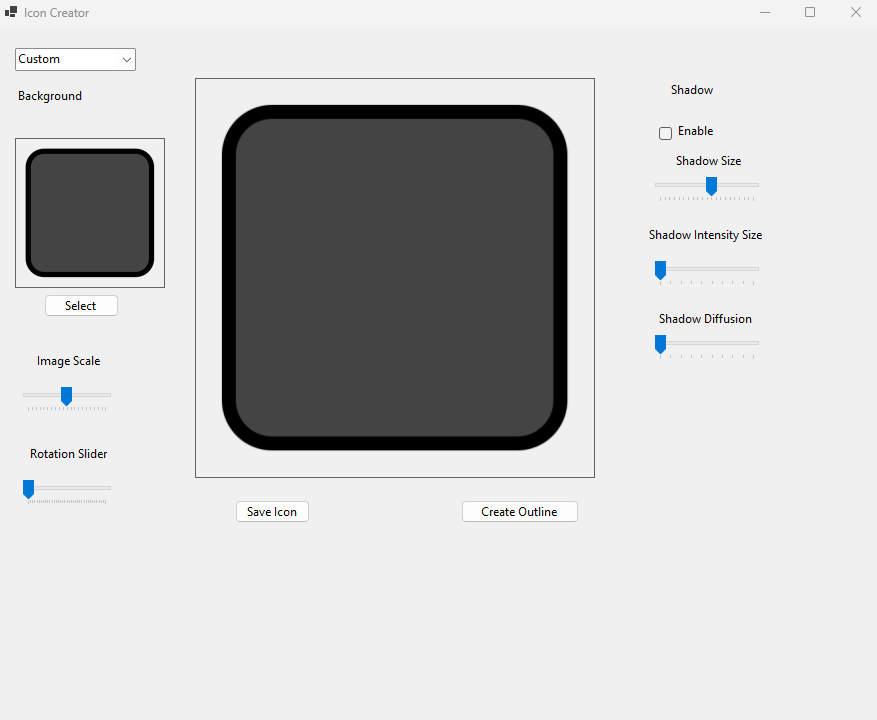 Icon Creator
Custom
Background
Select
Image Scale
Rotation Slider
Save Icon
Create Outline
Shadow
Enable
Shadow Size
Shadow Intensity Size
Shadow Diffusion